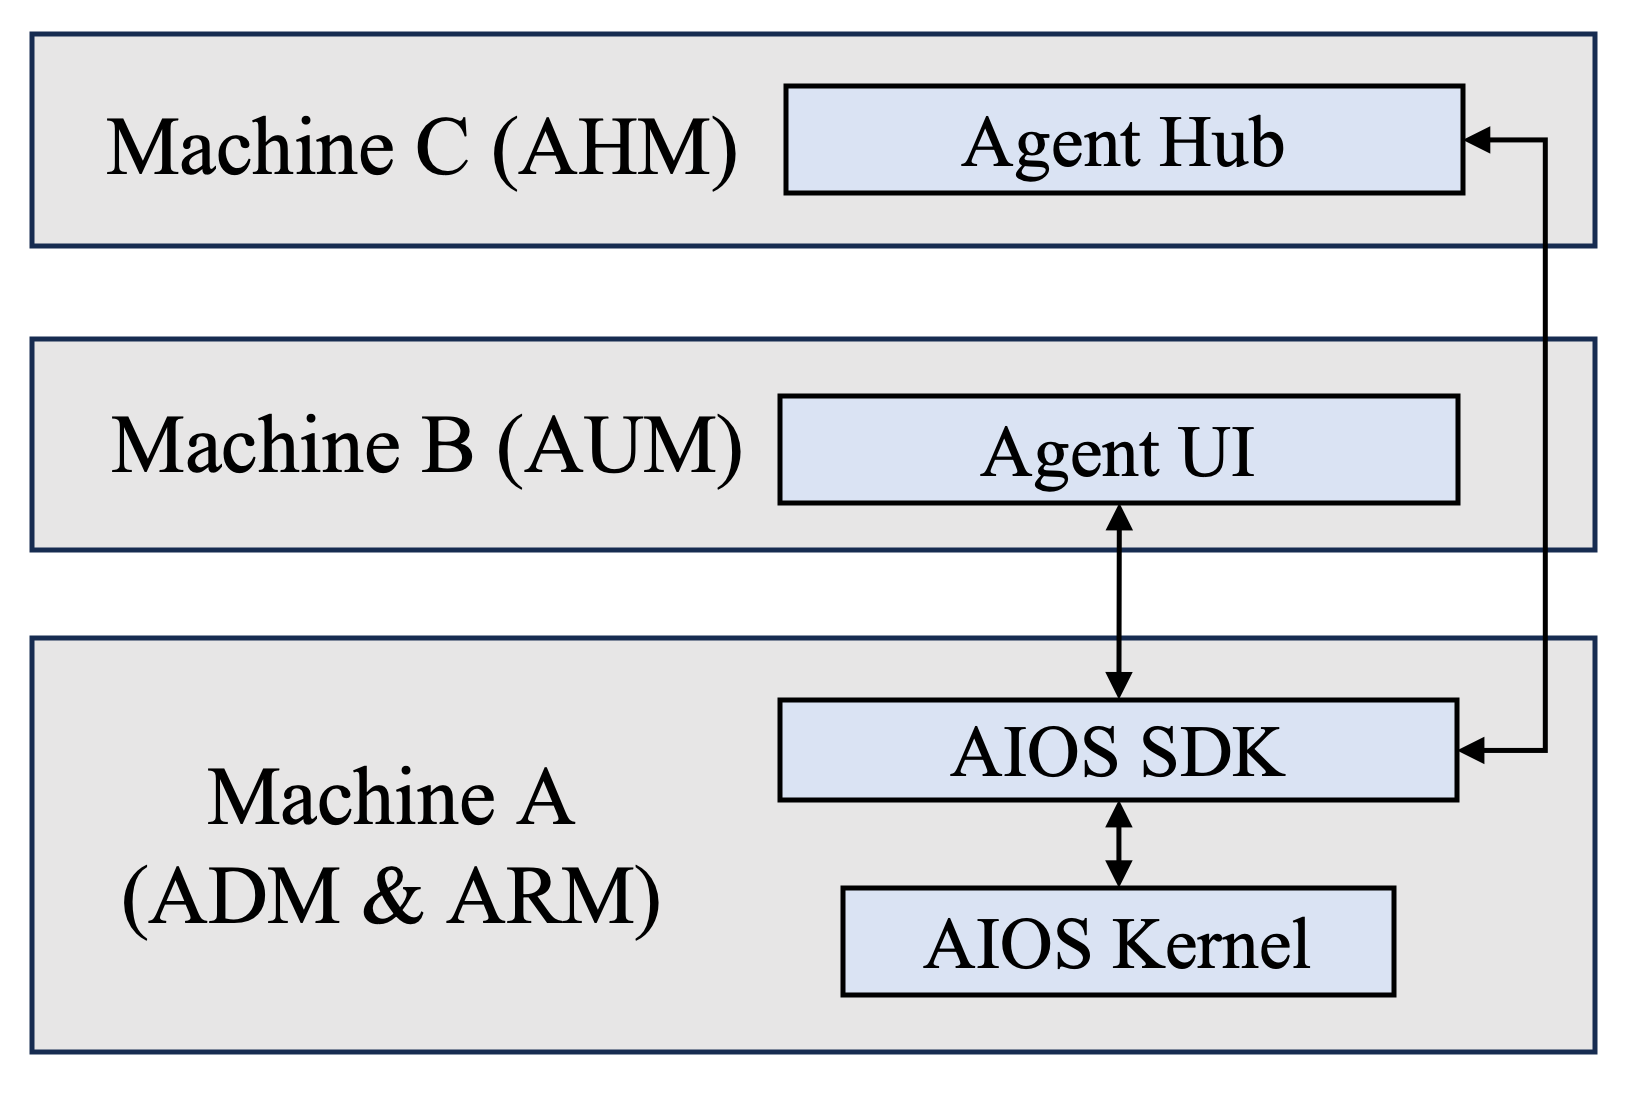 Machine C (AHM)
Agent Hub
Machine B (AUM)
Agent UI
Machine A
(ADM & ARM)
AIOS SDK
AIOS Kernel